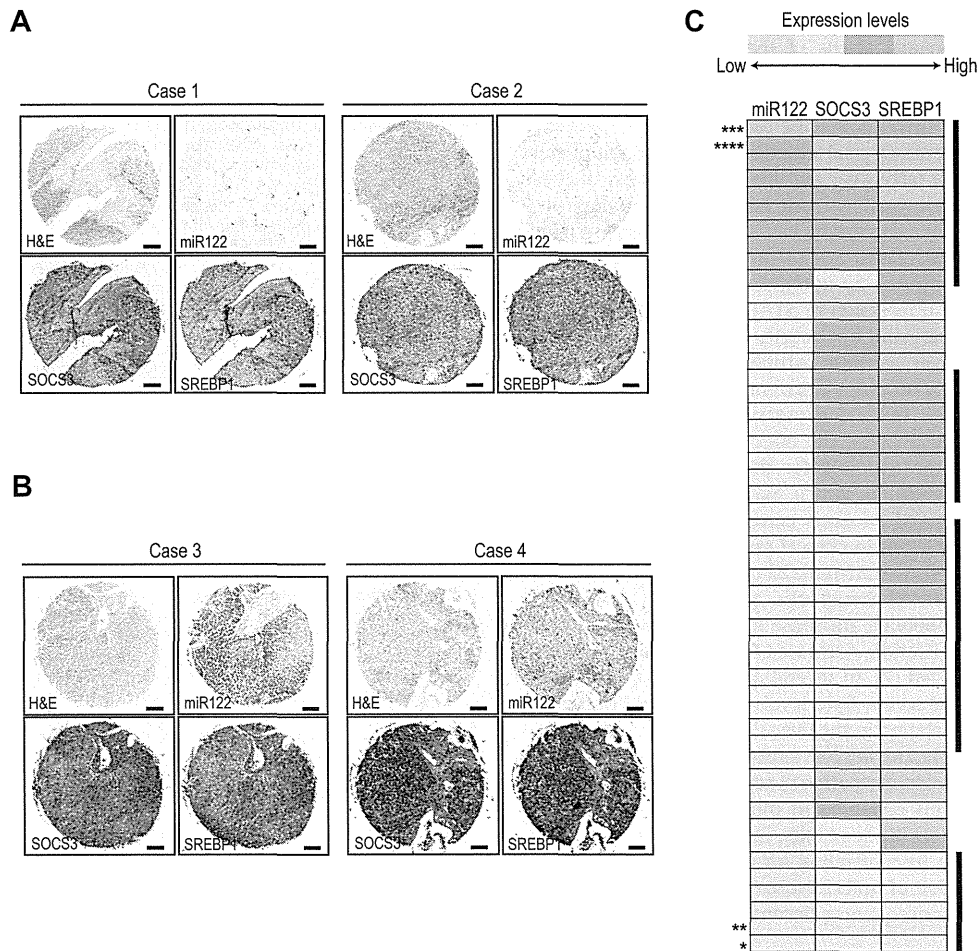 A
Case 1
Case 2
H&E
miR122
H&E
miR122
SOCS3
SREBP1
SOCS3
SREBP1
B
Case 3
Case 4
H&E
miR122
H&E
miR122
SOCS3
SREBP1
SOCS3
SREBP1
C
Expression levels
Low
High
miR122 SOCS3 SREBP1
***
****
**
*